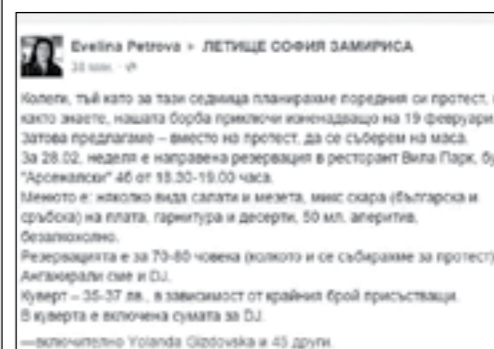 Evelina Petrova ▸ ЛЕТИЩЕ СОФИЯ ЗАМИРИСА
38 мин.
Колеги, тъй като за тази седмица планирахме поредния си протест,
както знаете, нашата борба приключи изненадващо на 19 февруари
Затова предлагаме – вместо на протест, да се съберем на маса.
За 28.02. неделя е направена резервация в ресторант Вила Парк, бу
"Арсеналски" 46 от 18.30-19.00 часа.
Менюто е: няколко вида салати и мезета, микс скара (българска и
сръбска) на плата, гарнитура и десерти, 50 мл. аперитив,
безалкохолно.
Резервацията е за 70-80 човека (колкото и се събирахме за протест)
Ангажирали сме и DJ.
Куверт – 35-37 лв., в зависимост от крайния брой присъстващи.
В куверта е включена сумата за DJ.
—включително Yolanda Gizdovska и 45 други.